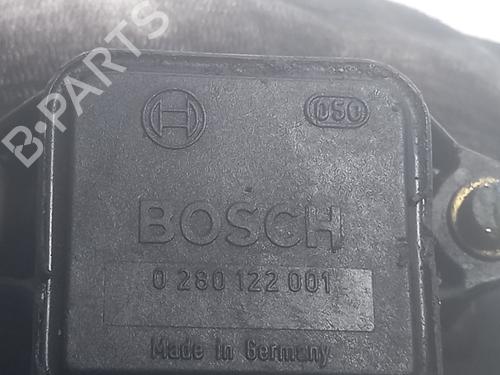 B-PARTS
050
BOSCH
0 280 122 001
Made in Germany